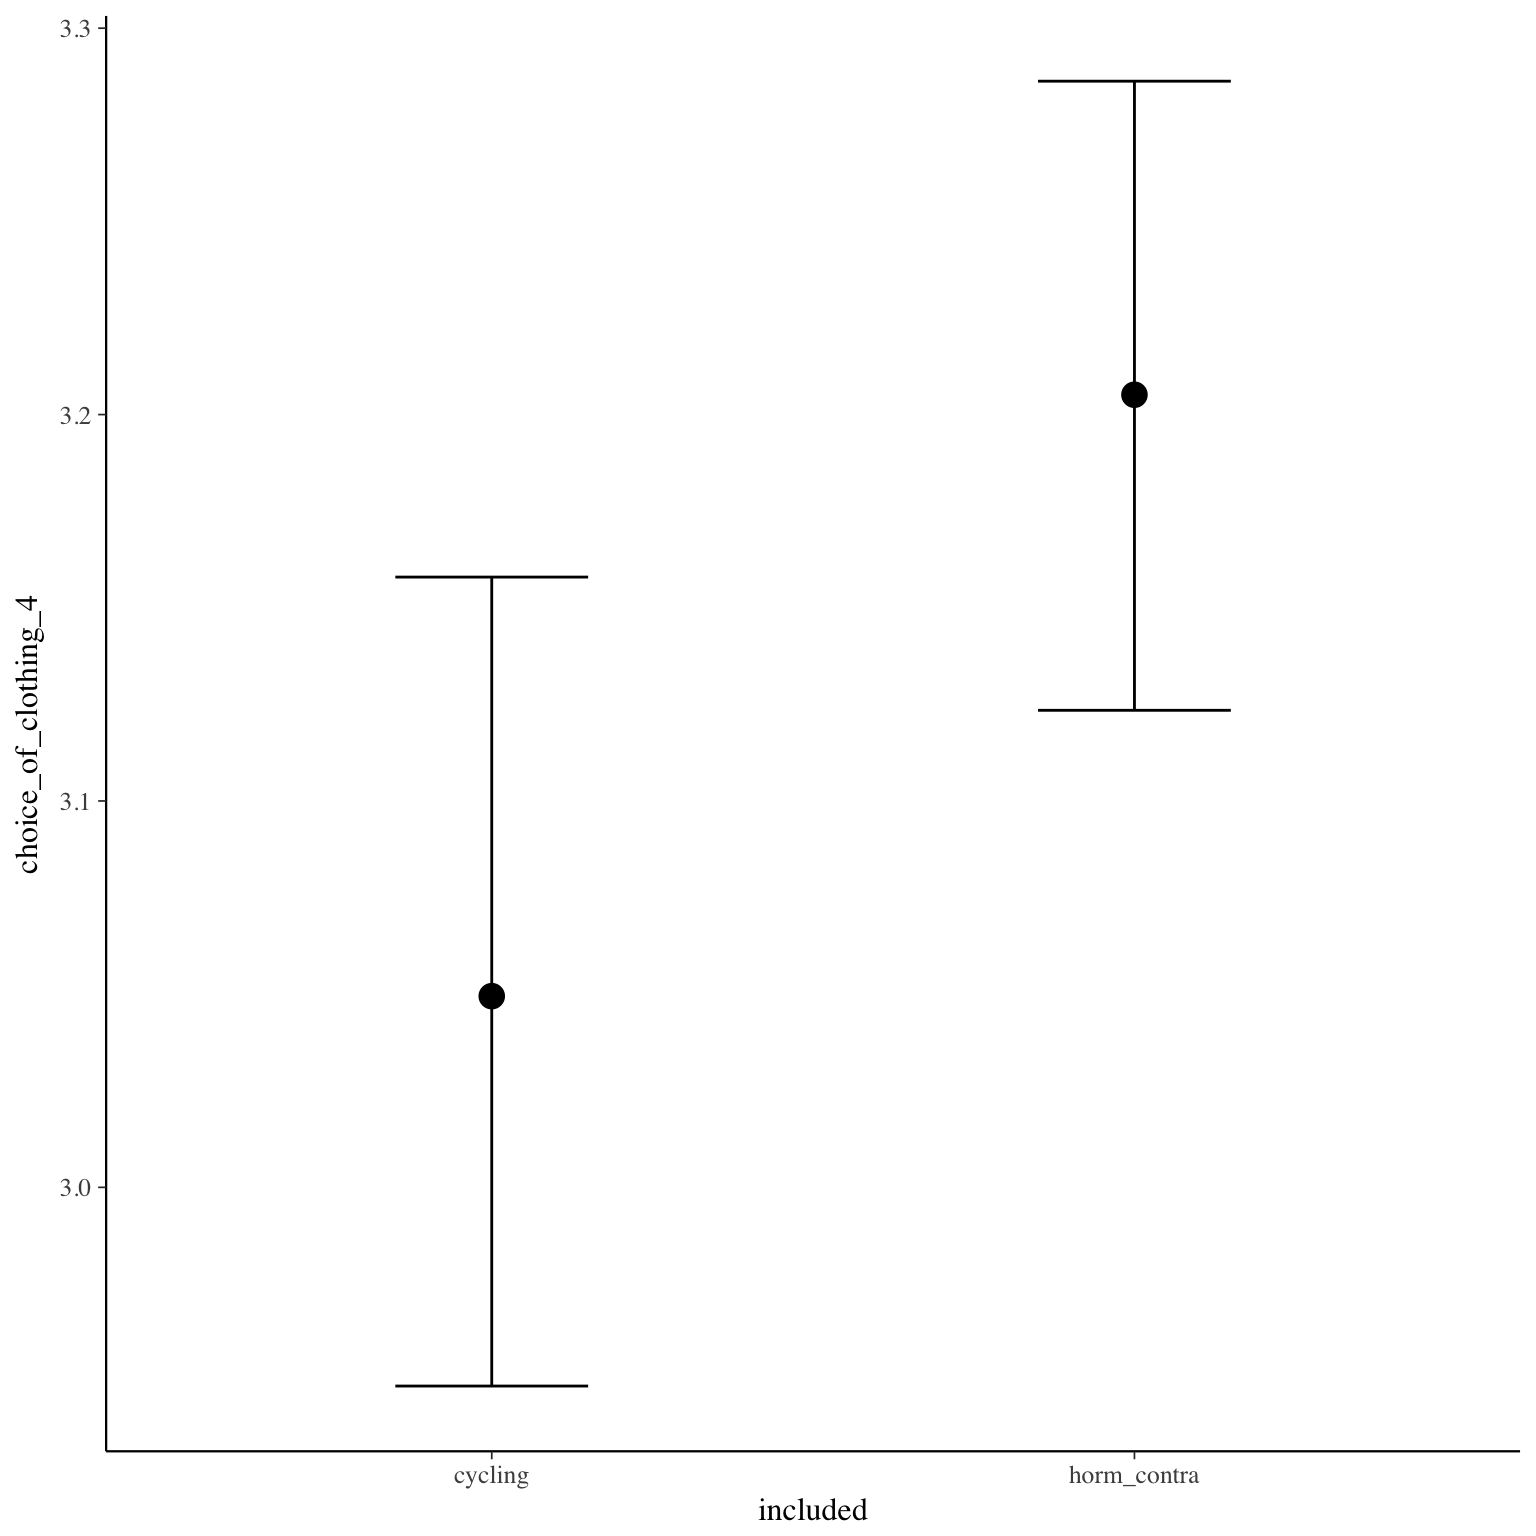 3.3
3.2
3.1
3.0
choice_of_clothing_4
cycling
horm_contra
included